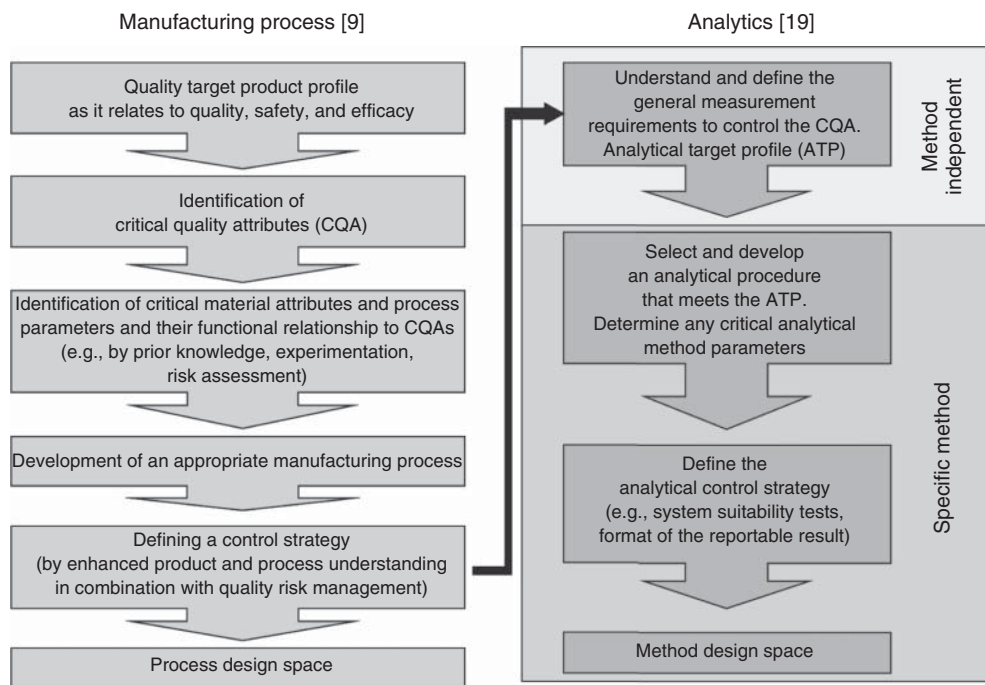 Manufacturing process [9]
Quality target product profile
as it relates to quality, safety, and efficacy
Identification of
critical quality attributes (CQA)
Identification of critical material attributes and process
parameters and their functional relationship to CQAs
(e.g., by prior knowledge, experimentation,
risk assessment)
Development of an appropriate manufacturing process
Defining a control strategy
(by enhanced product and process understanding
in combination with quality risk management)
Process design space
Analytics [19]
Understand and define the
general measurement
requirements to control the CQA.
Analytical target profile (ATP)
Method
independent
Select and develop
an analytical procedure
that meets the ATP.
Determine any critical analytical
method parameters
Define the
analytical control strategy
(e.g., system suitability tests,
format of the reportable result)
Method design space
Specific method